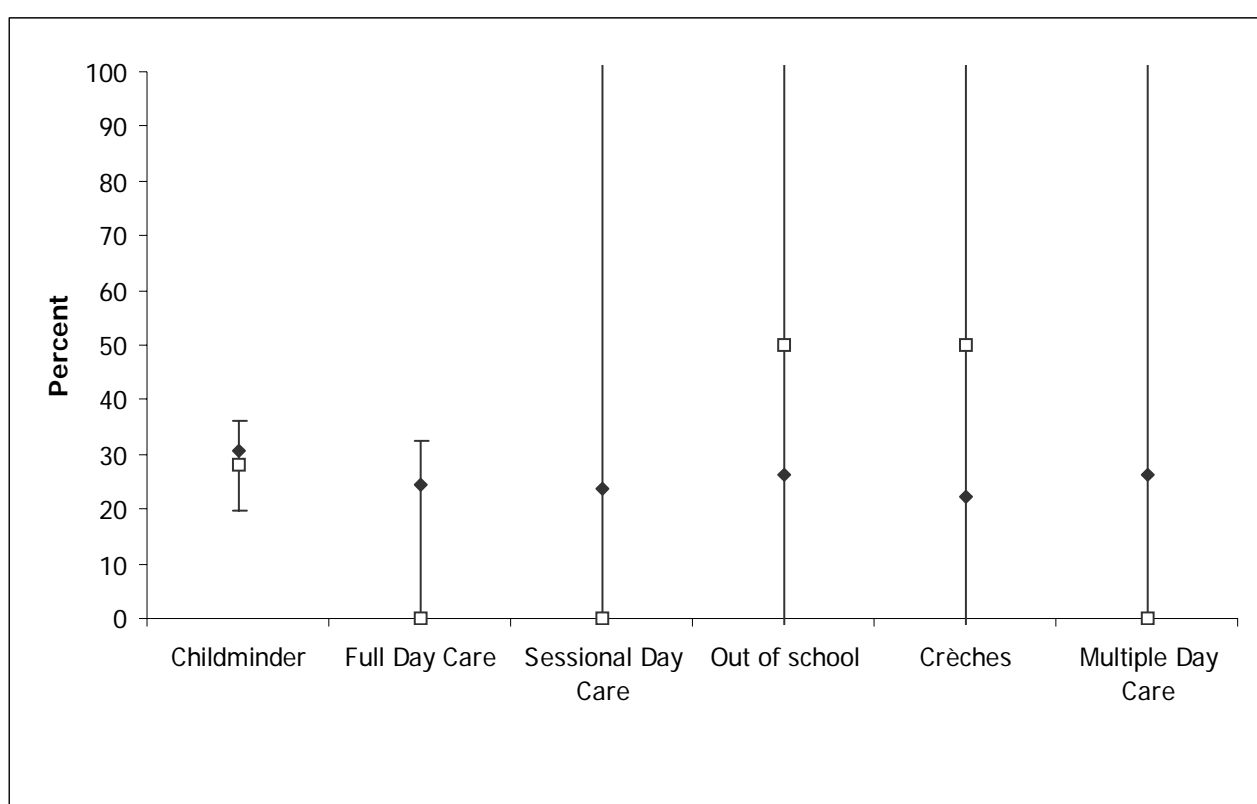 100
90
80
70
60
50
40
30
20
10
0
Percent
Childminder
Full Day Care
Sessional Day
Care
Out of school
Crèches
Multiple Day
Care